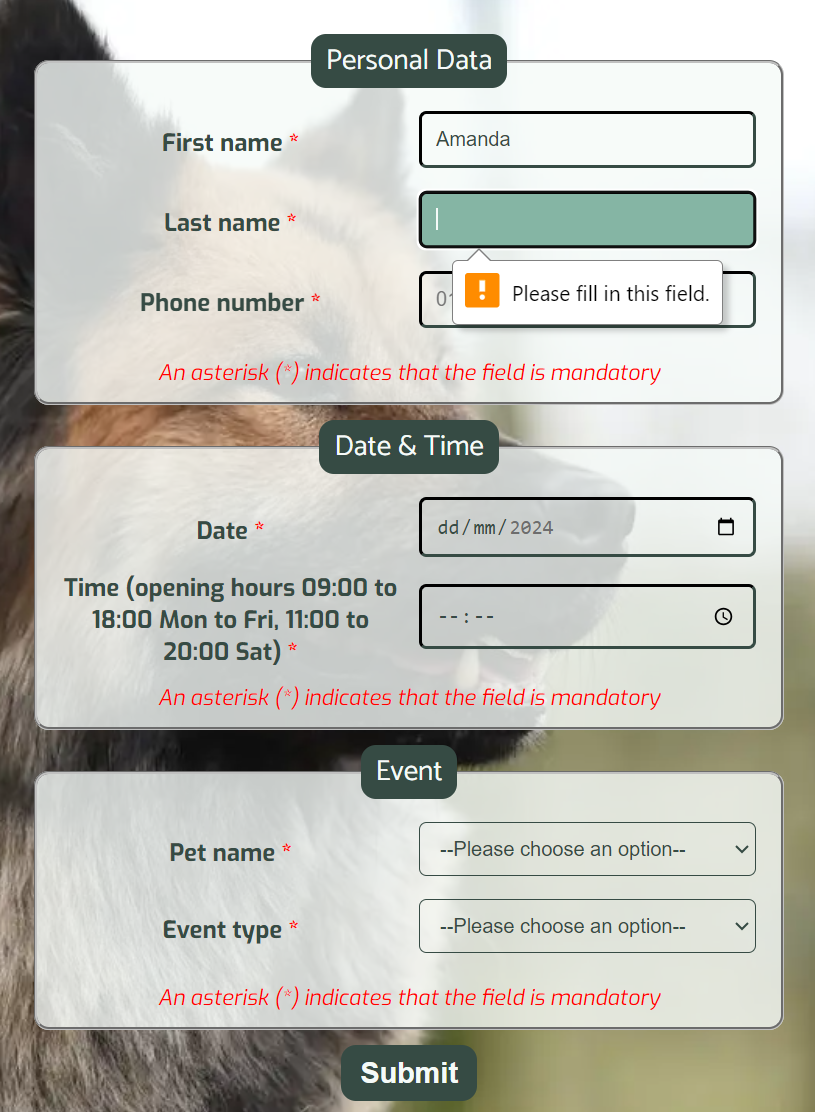 Personal Data
First name *
Amanda
Last name *
Please fill in this field.
Phone number *
An asterisk (*) indicates that the field is mandatory
Date & Time
Date *
dd/mm/2024
Time (opening hours 09:00 to
18:00 Mon to Fri, 11:00 to
20:00 Sat) *
--:--
An asterisk (*) indicates that the field is mandatory
Event
Pet name *
--Please choose an option--
Event type *
--Please choose an option--
An asterisk (*) indicates that the field is mandatory
Submit